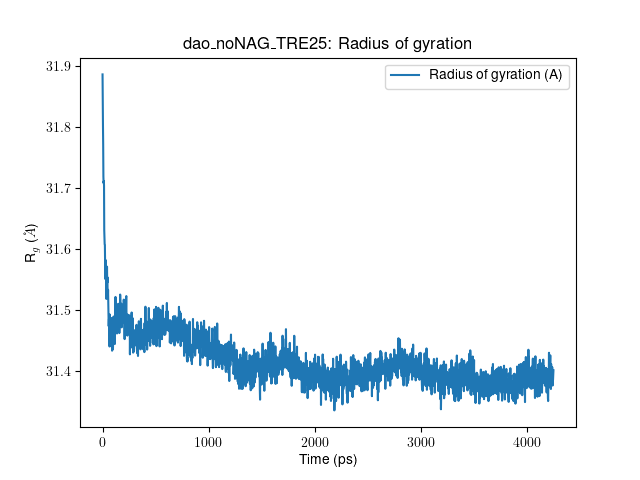 dao_noNAG_TRE25: Radius of gyration
Radius of gyration (A)
31.9
31.8
31.7
31.6
31.5
31.4
R_g (Å)
0 1000 2000 3000 4000
Time (ps)